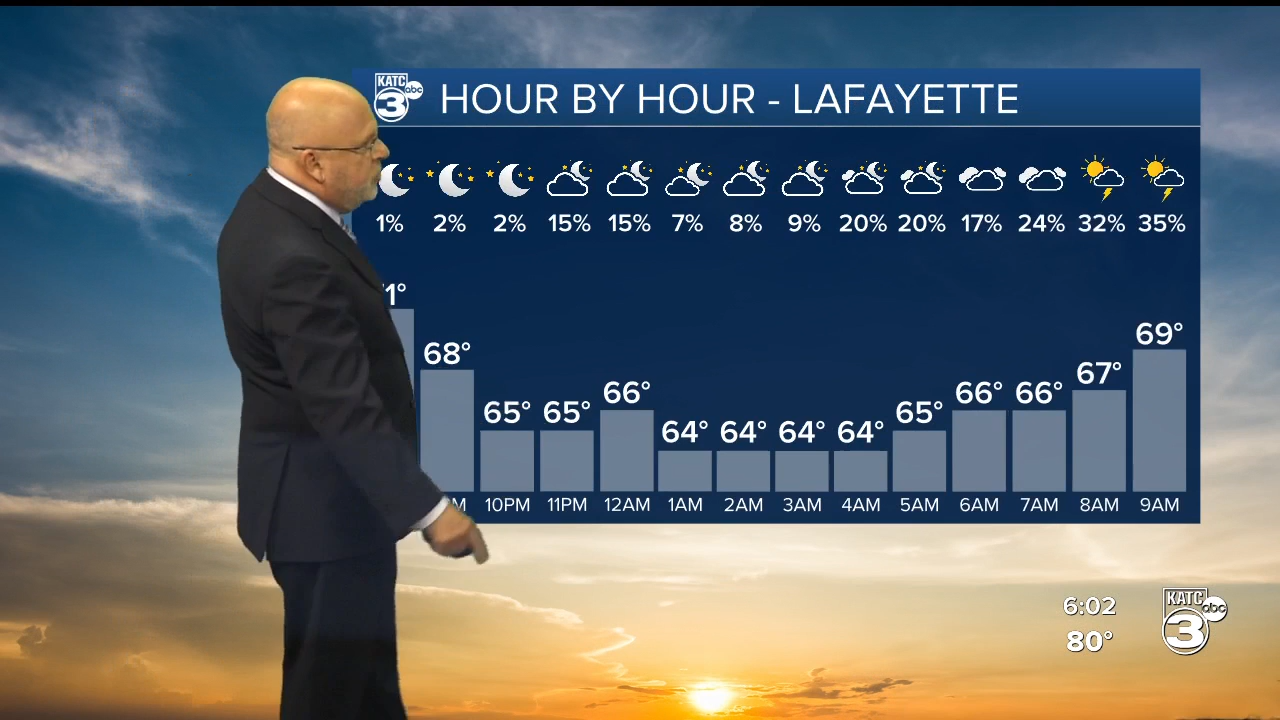 KATC
abc
3
HOUR BY HOUR - LAFAYETTE
1% 2% 2% 15% 15% 7% 8% 9% 20% 20% 17% 24% 32% 35%
1° 68° 65° 65° 66° 64° 64° 64° 64° 65° 66° 66° 67° 69°
M 10PM 11PM 12AM 1AM 2AM 3AM 4AM 5AM 6AM 7AM 8AM 9AM
6:02
80°
KATC
abc
3